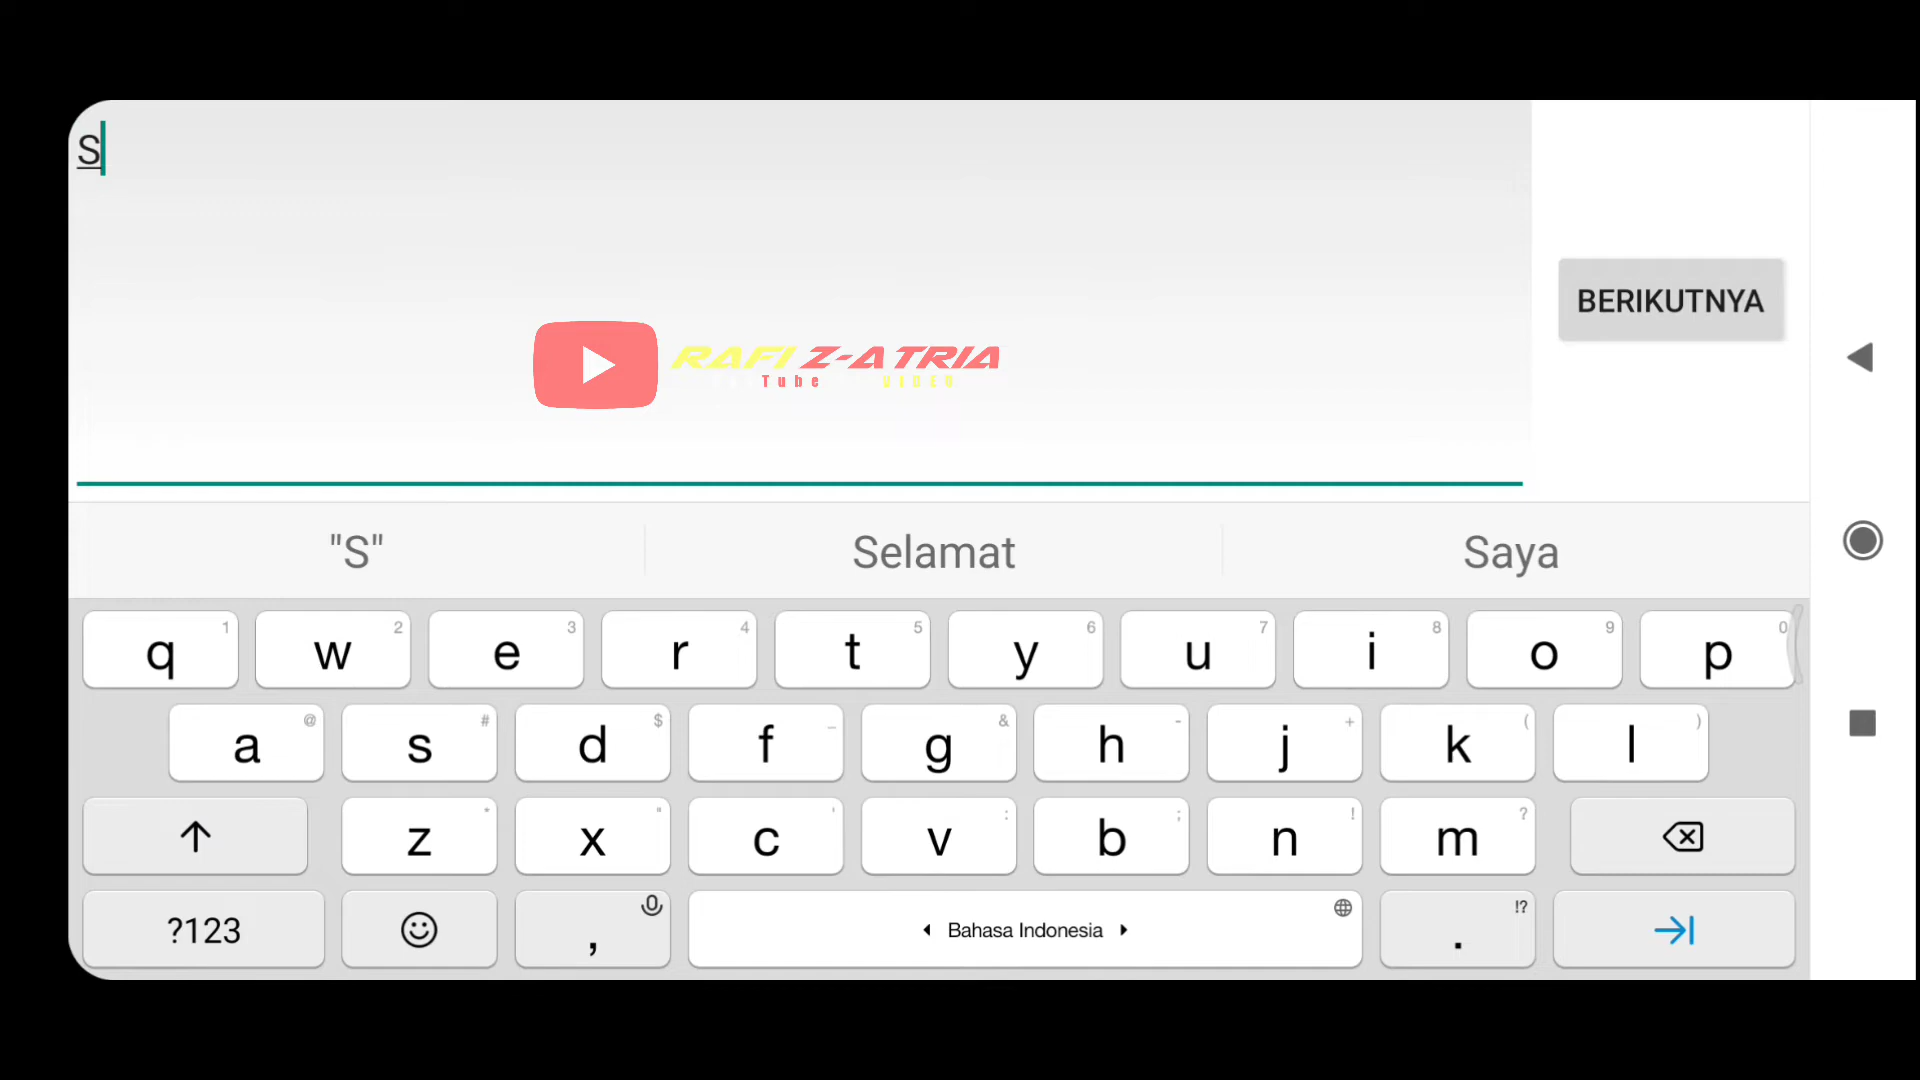 S
BERIKUTNYA
RAFI Z-ATRIA
Tube VIDEO
"S" Selamat Saya
q 1 w 2 e 3 r 4 t 5 y 6 u 7 i 8 o 9 p 0
a @ s # d $ f _ g & h - j + k ( l )
z * x " c ' v : b ; n ! m ?
?123 , Bahasa Indonesia . !?